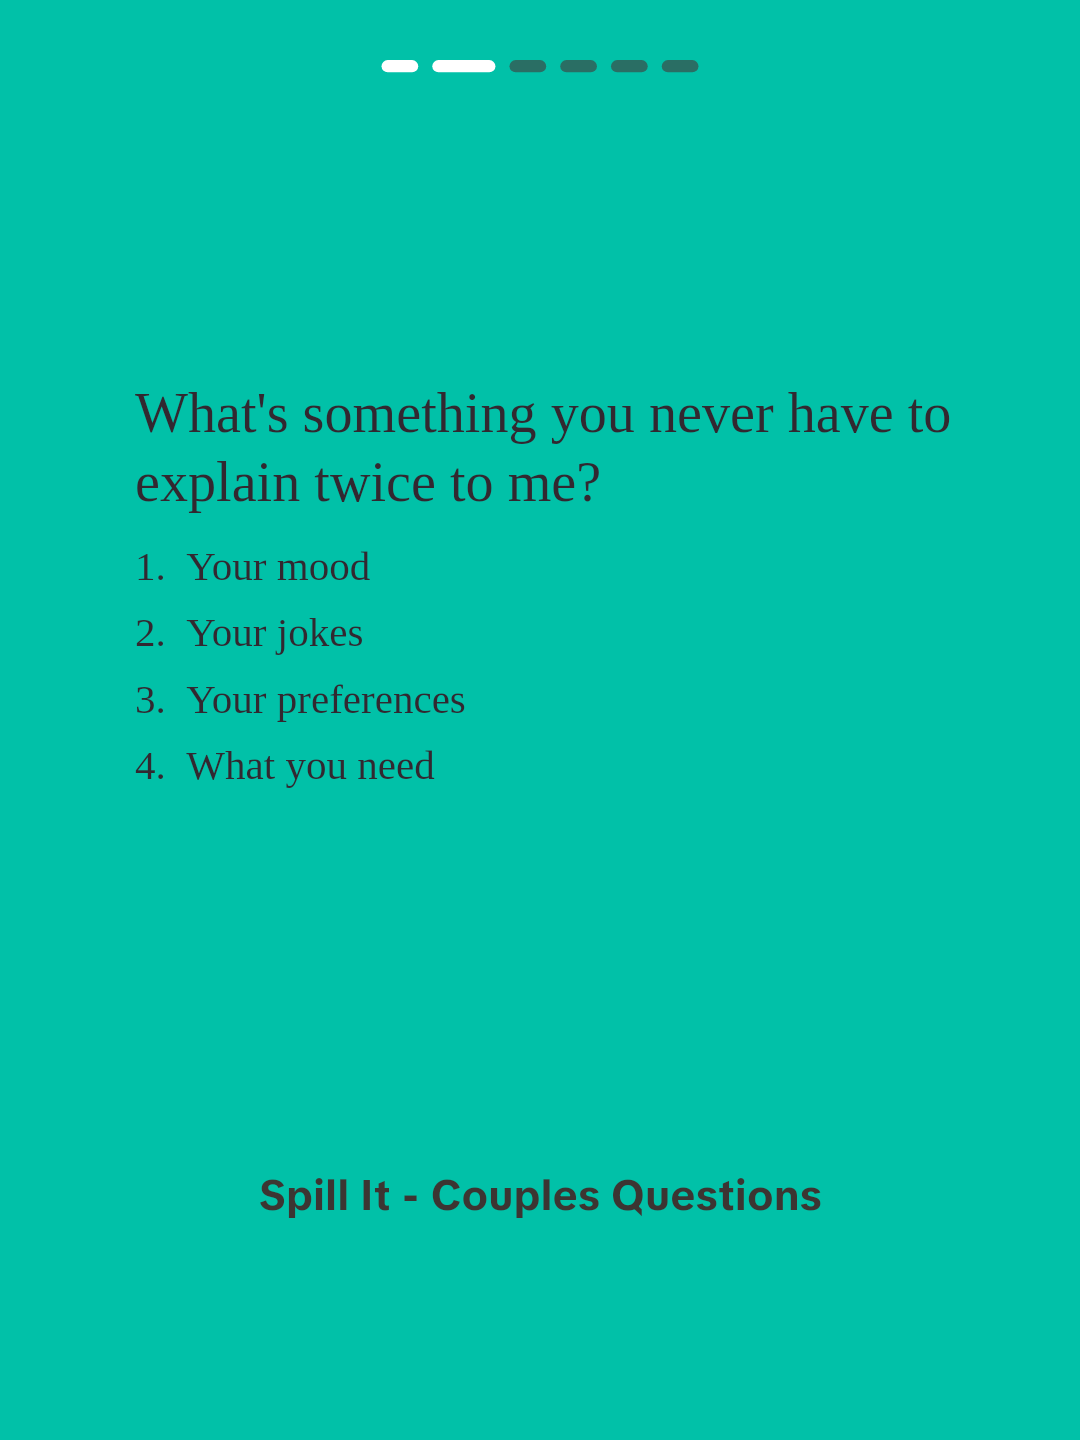 What's something you never have to
explain twice to me?
1. Your mood
2. Your jokes
3. Your preferences
4. What you need
Spill It - Couples Questions